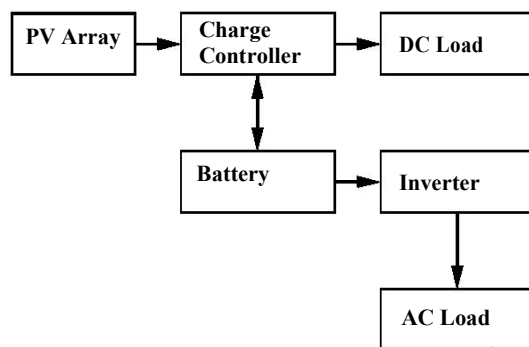 PV Array
Charge
Controller
DC Load
Battery
Inverter
AC Load